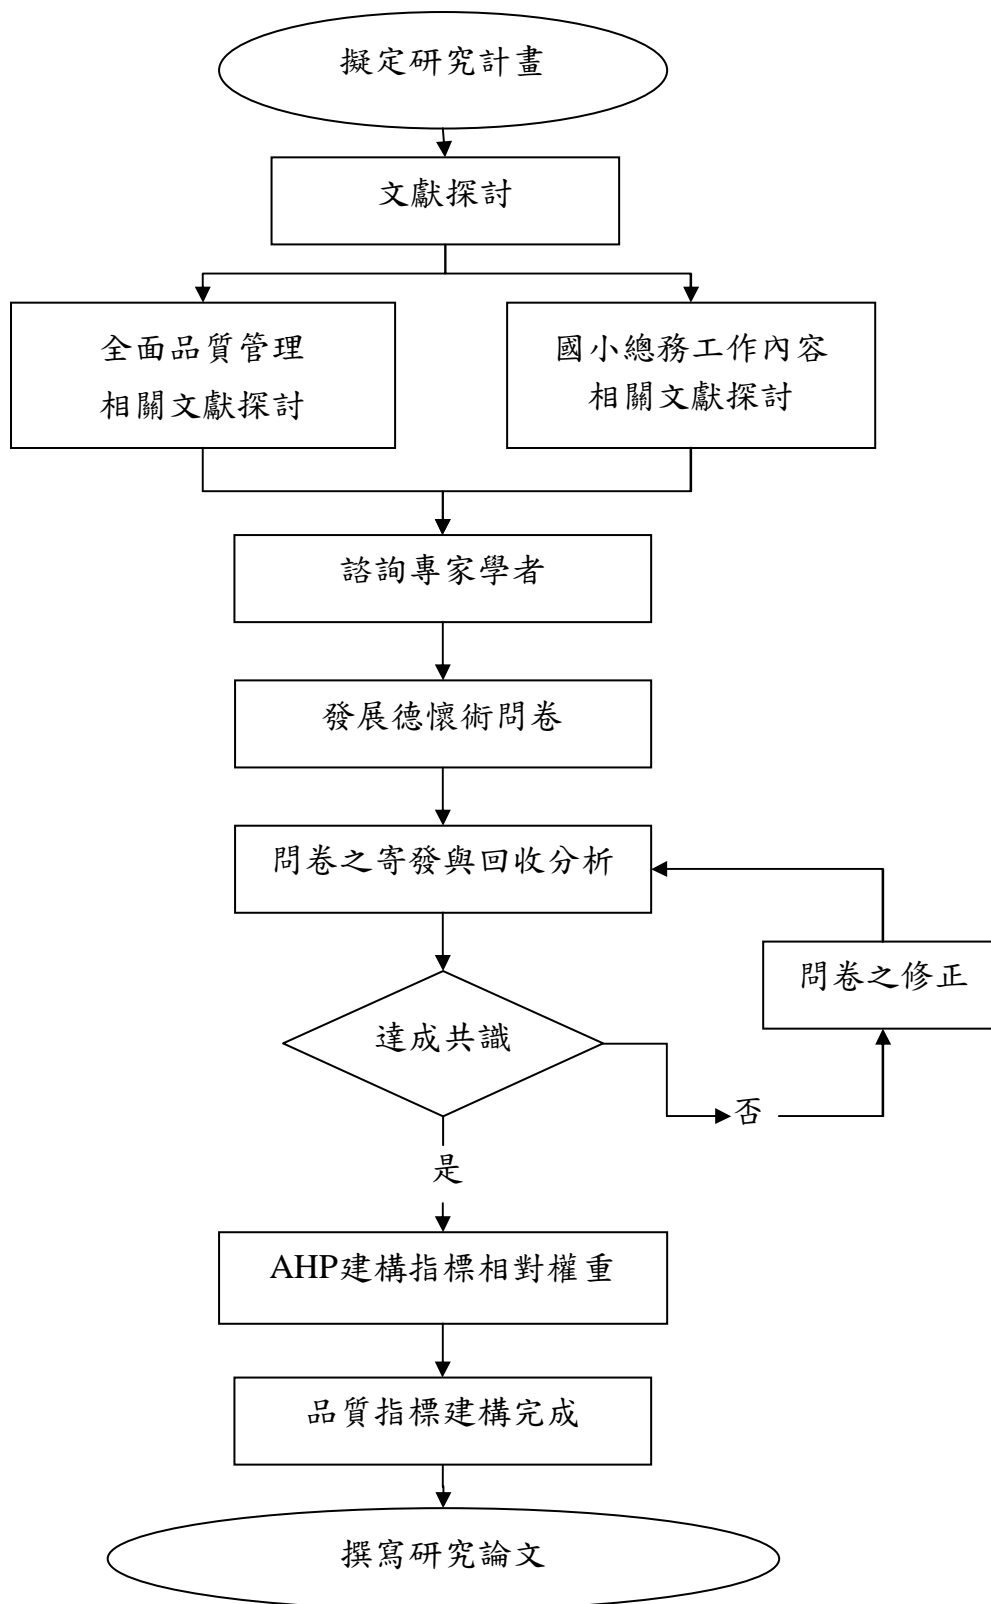 擬定研究計畫
文獻探討
全面品質管理
相關文獻探討
國小總務工作內容
相關文獻探討
諮詢專家學者
發展德懷術問卷
問卷之寄發與回收分析
問卷之修正
達成共識
否
是
AHP建構指標相對權重
品質指標建構完成
撰寫研究論文